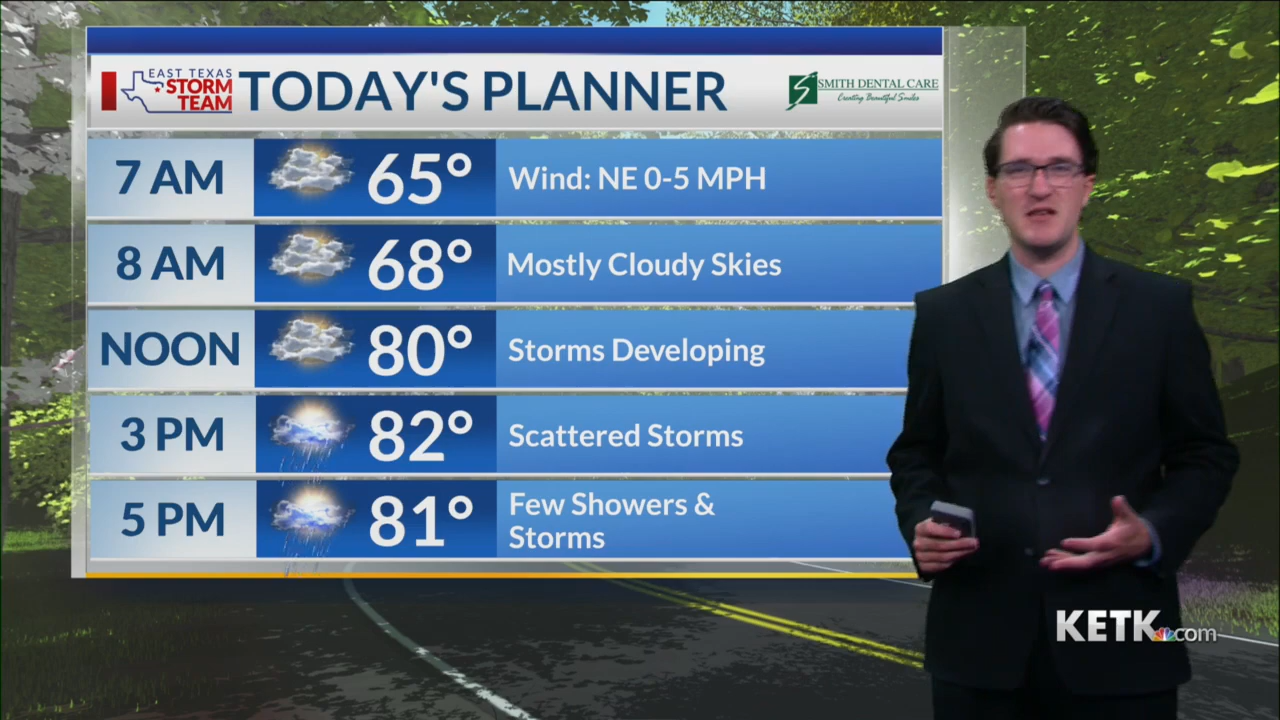 EAST TEXAS
STORM
TEAM
TODAY'S PLANNER
SMITH DENTAL CARE
Creating Beautiful Smiles
7 AM
65°
Wind: NE 0-5 MPH
8 AM
68°
Mostly Cloudy Skies
NOON
80°
Storms Developing
3 PM
82°
Scattered Storms
5 PM
81°
Few Showers &
Storms
KETK.com